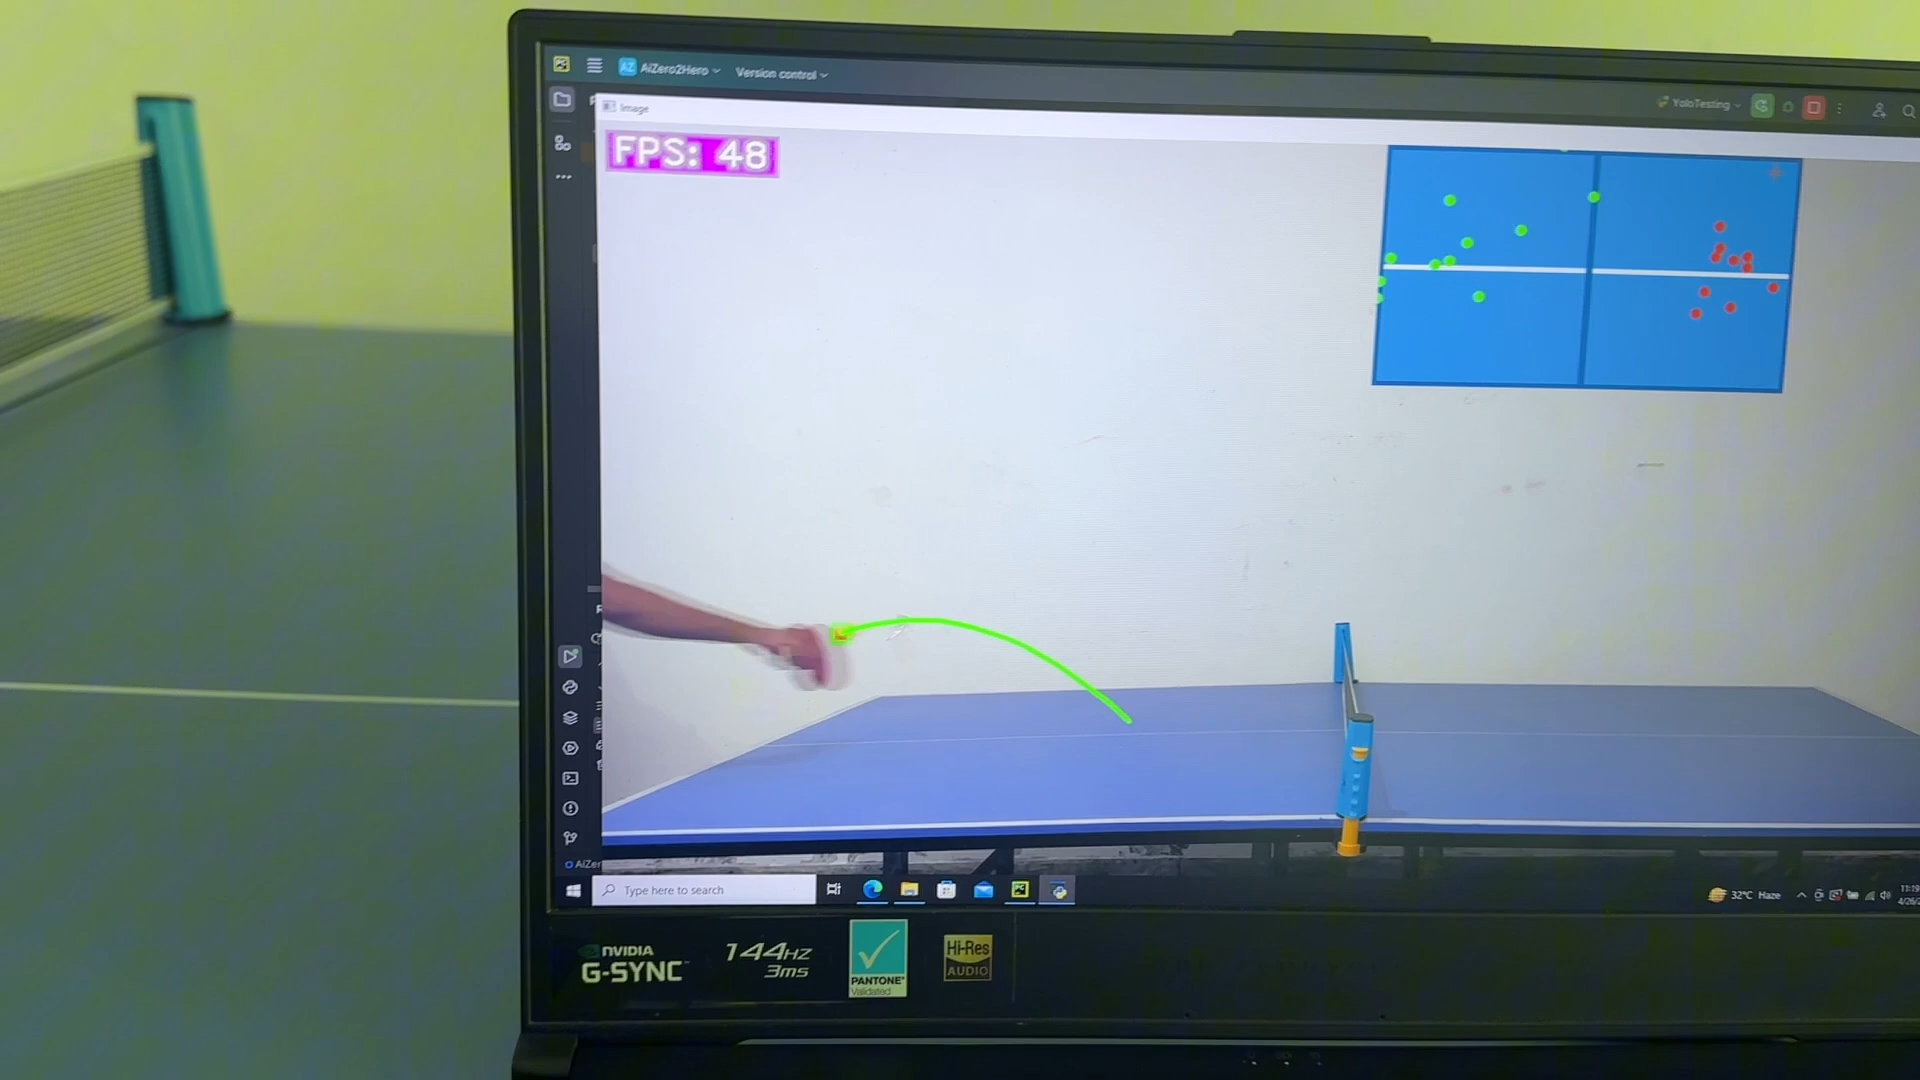 AZ AiZero2Hero Version control
YoloTesting
Image
FPS: 48
Type here to search
32°C Haze
NVIDIA
G-SYNC
144HZ
3ms
PANTONE
Validated
Hi-Res
AUDIO